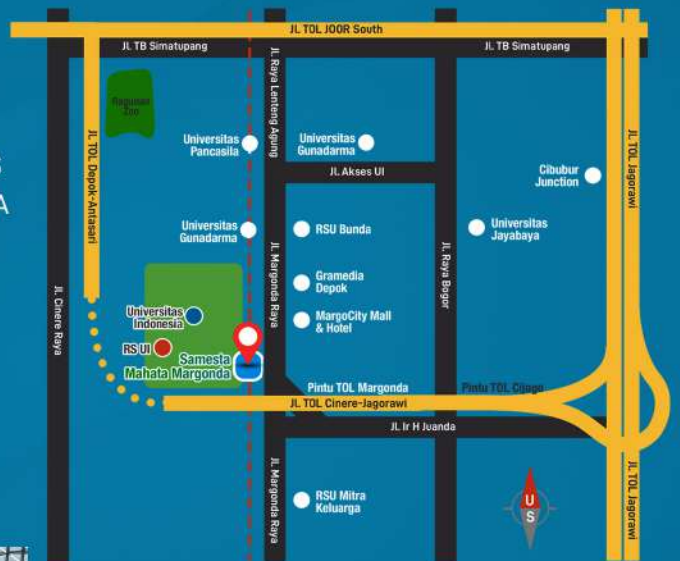 JL TOL JOOR South
JL TB Simatupang
JL TB Simatupang
Ragunan
Zoo
JL Raya Lenteng Agung
Universitas
Pancasila
Universitas
Gunadarma
JL TOL Depok-Antasari
JL TOL Jagorawi
JL Akses UI
Cibubur
Junction
A
Universitas
Gunadarma
RSU Bunda
Universitas
Jayabaya
JL Margonda Raya
JL Raya Bogor
Gramedia
Depok
JL Cinere Raya
Universitas
Indonesia
MargoCity Mall
& Hotel
RS UI
Samesta
Mahata Margonda
Pintu TOL Margonda
Pintu TOL Cijago
JL TOL Cinere-Jagorawi
JL Ir H Juanda
JL Margonda Raya
RSU Mitra
Keluarga
U
S
JL TOL Jagorawi